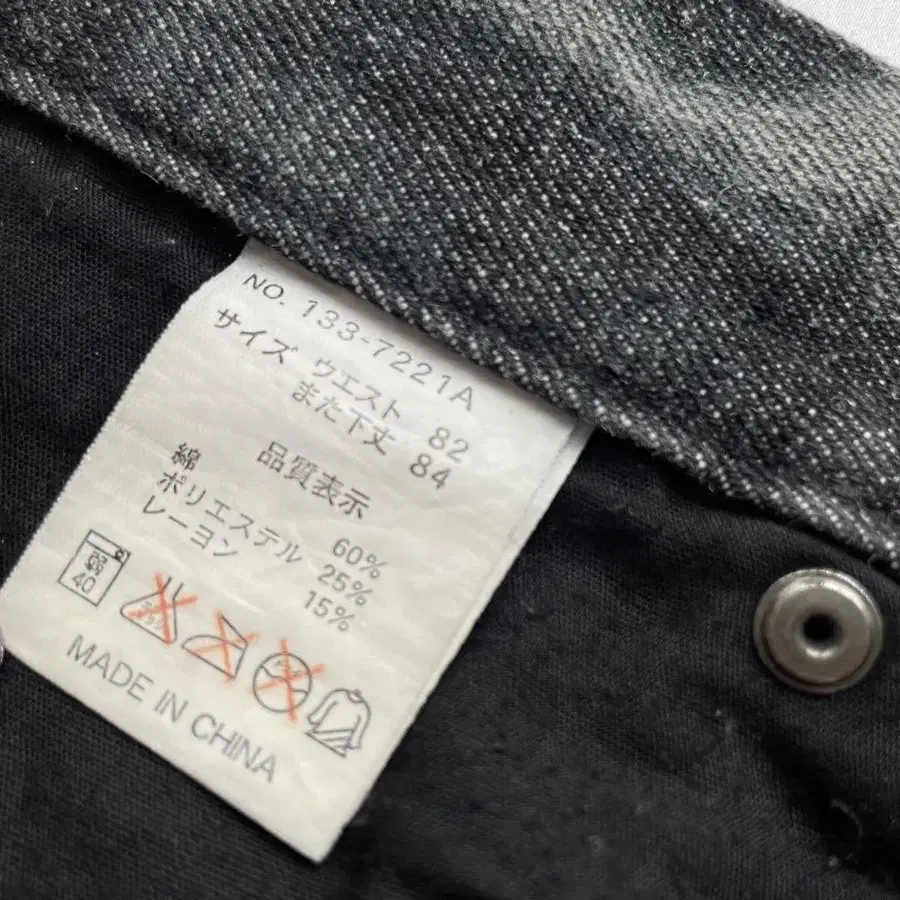 NO. 133-7221A
サイズ ウエスト 82
また下丈 84
品質表示
綿 60%
ポリエステル 25%
レーヨン 15%
弱
40
MADE IN CHINA